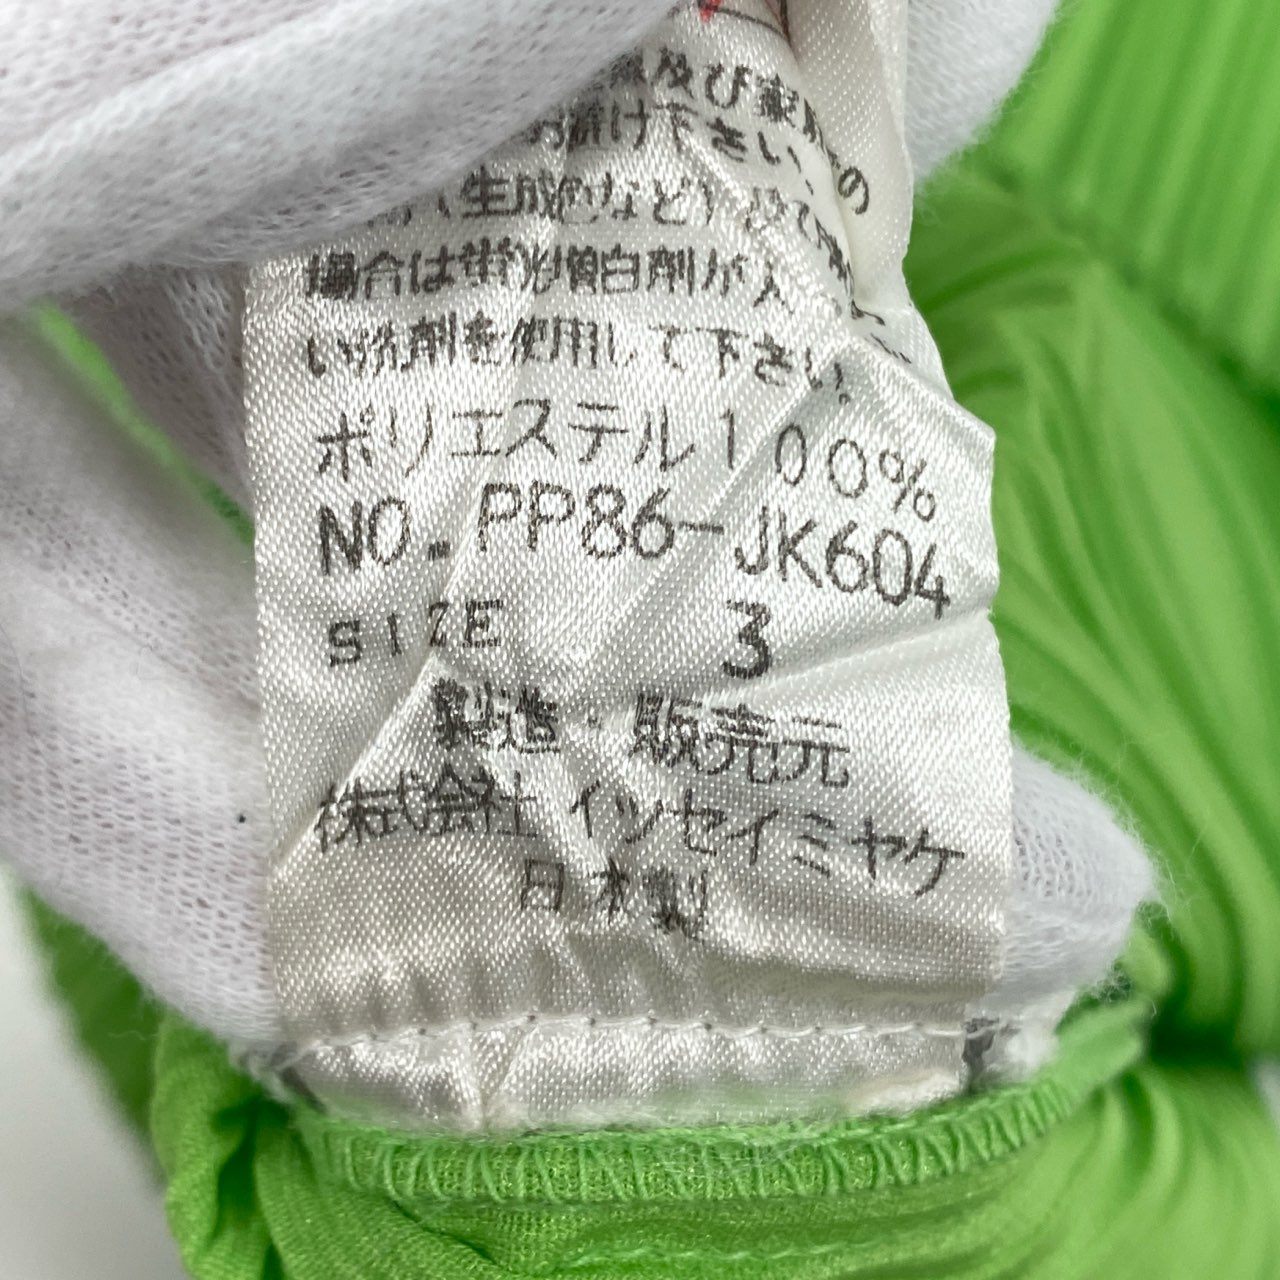 及び
け下さい、の
（生成りなど）
場合は蛍光増白剤が入
い洗剤を使用して下さい。
ポリエステル100%
NO.PP86-JK604
SIZE 3
製造・販売元
株式会社イッセイミヤケ
日本製